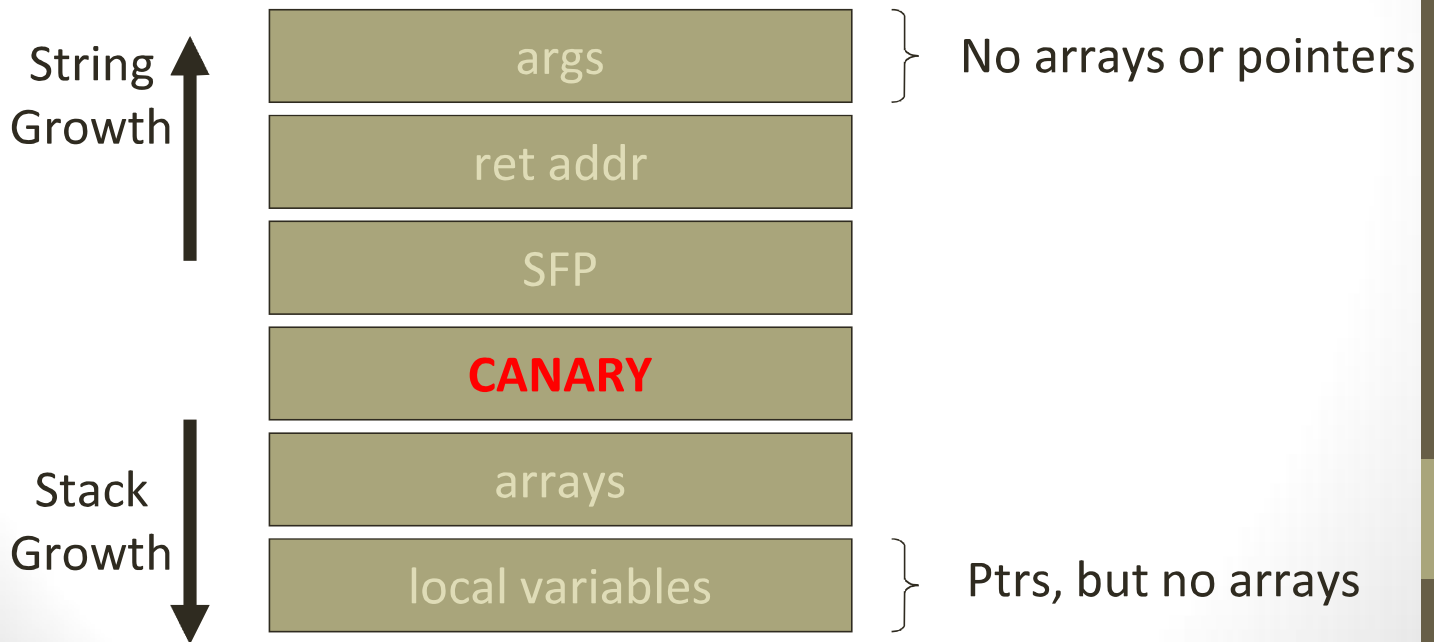 String
Growth
args
No arrays or pointers
ret addr
SFP
CANARY
Stack
Growth
arrays
local variables
Ptrs, but no arrays